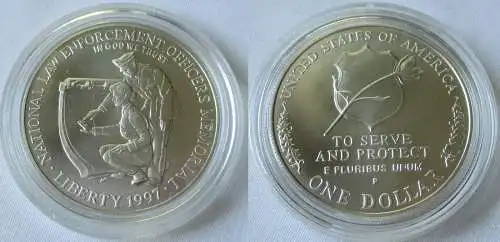 NATIONAL LAW ENFORCEMENT OFFICERS MEMORIAL
IN GOD WE TRUST
LIBERTY 1997
UNITED STATES OF AMERICA
TO SERVE
AND PROTECT
E PLURIBUS UNUM
P
ONE DOLLAR